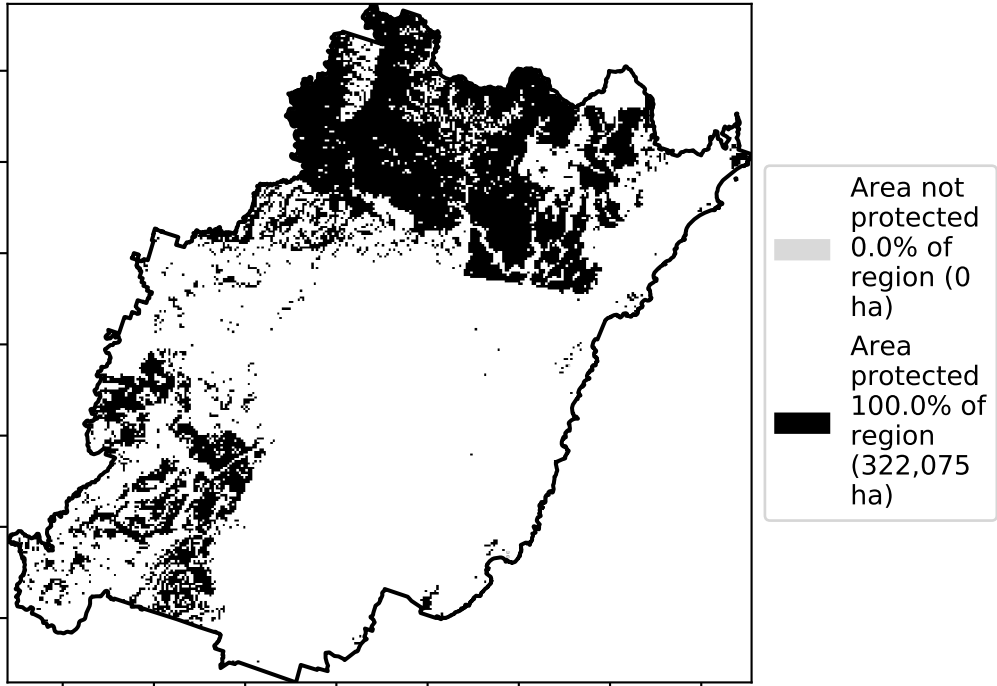 Area not
protected
0.0% of
region (0
ha)
Area
protected
100.0% of
region
(322,075
ha)